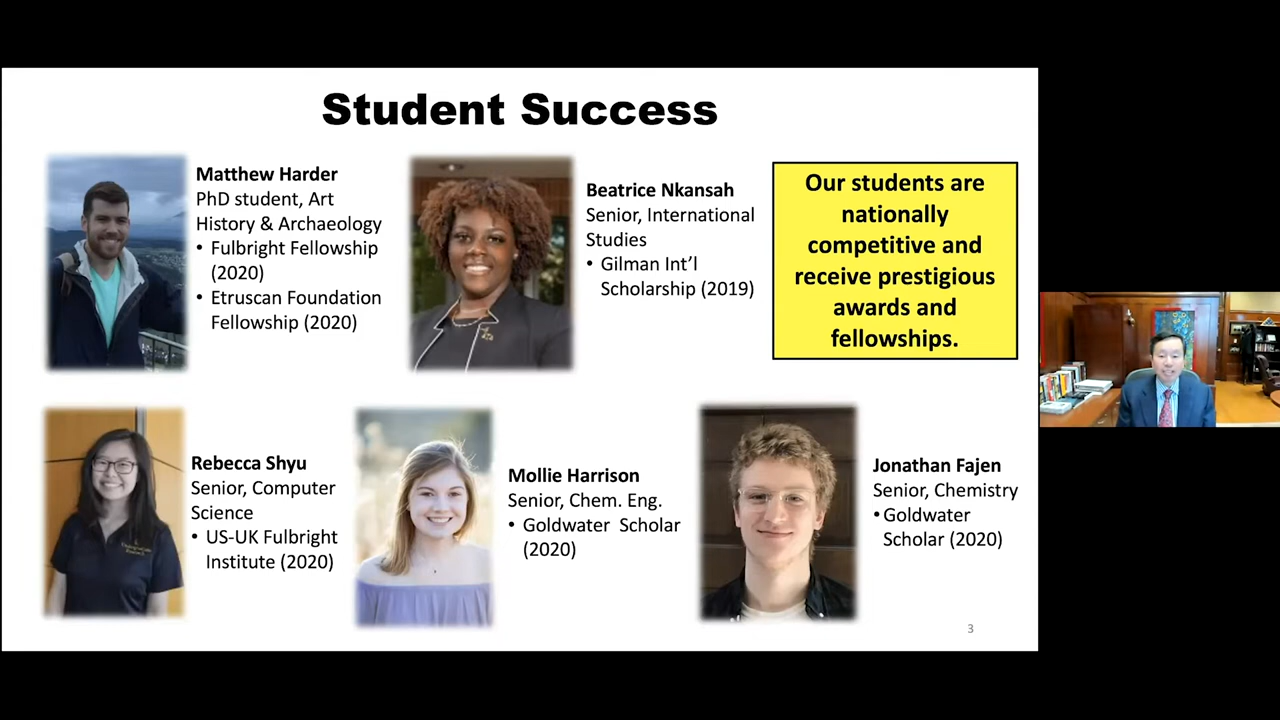 Student Success
Matthew Harder
PhD student, Art
History & Archaeology
• Fulbright Fellowship
(2020)
• Etruscan Foundation
Fellowship (2020)
Beatrice Nkansah
Senior, International
Studies
• Gilman Int’l
Scholarship (2019)
Our students are
nationally
competitive and
receive prestigious
awards and
fellowships.
Rebecca Shyu
Senior, Computer
Science
• US-UK Fulbright
Institute (2020)
Mollie Harrison
Senior, Chem. Eng.
• Goldwater Scholar
(2020)
Jonathan Fajen
Senior, Chemistry
• Goldwater
Scholar (2020)
3